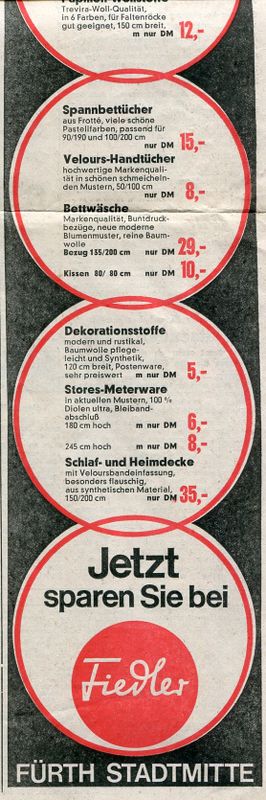 Trevira-Woll-Qualität,
in 6 Farben, für Faltenröcke
gut geeignet, 150 cm breit,
m nur DM 12,-
Spannbettücher
aus Frotté, viele schöne
Pastellfarben, passend für
90/190 und 100/200 cm
nur DM 15,-
Velours-Handtücher
hochwertige Markenquali-
tät in schönen schmeicheln-
den Mustern, 50/100 cm
nur DM 8,-
Bettwäsche
Markenqualität, Buntdruck-
bezüge, neue moderne
Blumenmuster, reine Baum-
wolle
Bezug 135/200 cm nur DM 29,-
Kissen 80/ 80 cm nur DM 10,-
Dekorationsstoffe
modern und rustikal,
Baumwolle pflege-
leicht und Synthetik,
120 cm breit, Postenware,
sehr preiswert m nur DM 5,-
Stores-Meterware
in aktuellen Mustern, 100 %
Diolen ultra, Bleiband-
abschluß
180 cm hoch m nur DM 6,-
245 cm hoch m nur DM 8,-
Schlaf- und Heimdecke
mit Veloursbandeinfassung,
besonders flauschig,
aus synthetischen Material,
150/200 cm nur DM 35,-
Jetzt
sparen Sie bei
Fiedler
FÜRTH STADTMITTE